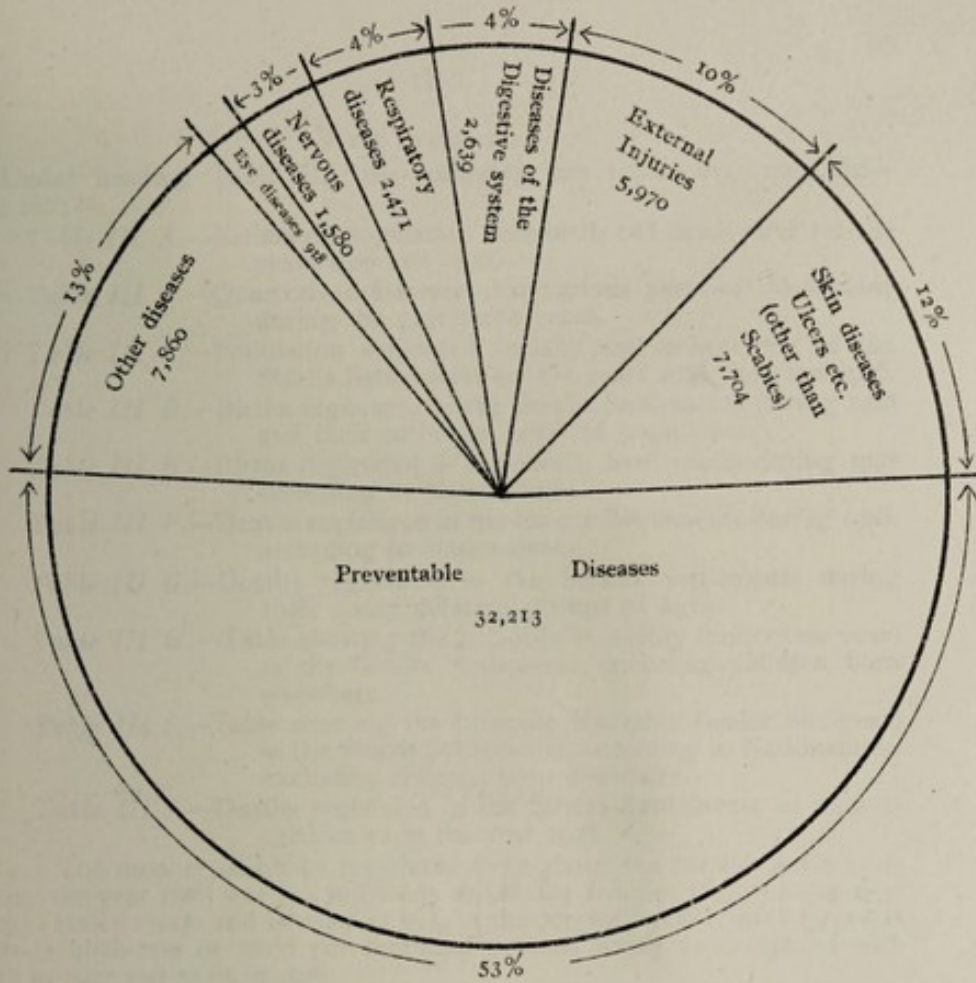 4%
4%
3%
10%
13%
12%
53%
Other diseases
7,860
Eye diseases 918
Nervous
diseases 1,580
Respiratory
diseases 2,471
Diseases of the
Digestive system
2,639
External
Injuries
5,970
Skin diseases
Ulcers etc.
(other than
Scabies)
7,704
Preventable Diseases
32,213